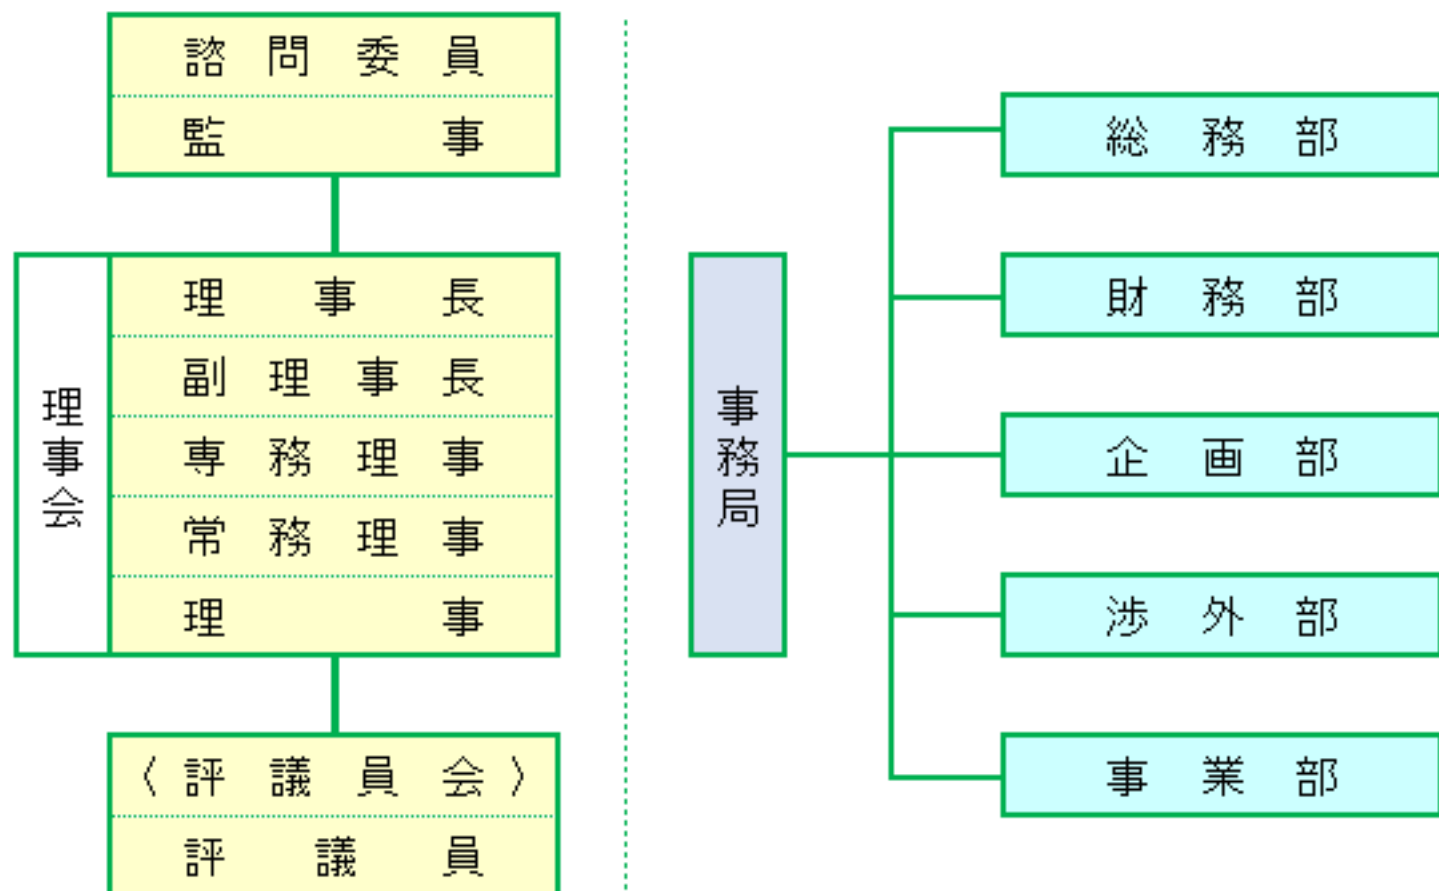 諮問委員
監事
理事会
理事長
副理事長
専務理事
常務理事
理事
〈評議員会〉
評議員
事務局
総務部
財務部
企画部
渉外部
事業部